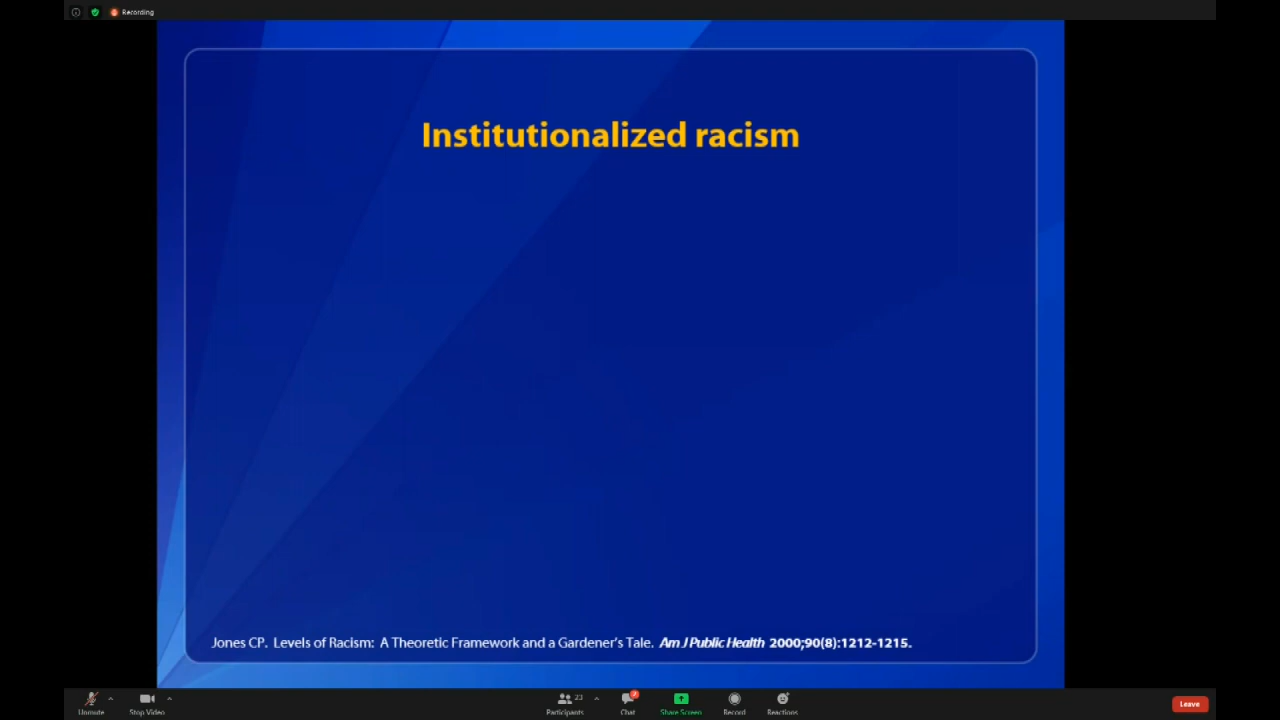 Recording
Institutionalized racism
Jones CP. Levels of Racism: A Theoretic Framework and a Gardener's Tale. Am J Public Health 2000;90(8):1212-1215.
Unmute
Stop Video
23
Participants
2
Chat
Share Screen
Record
Reactions
Leave